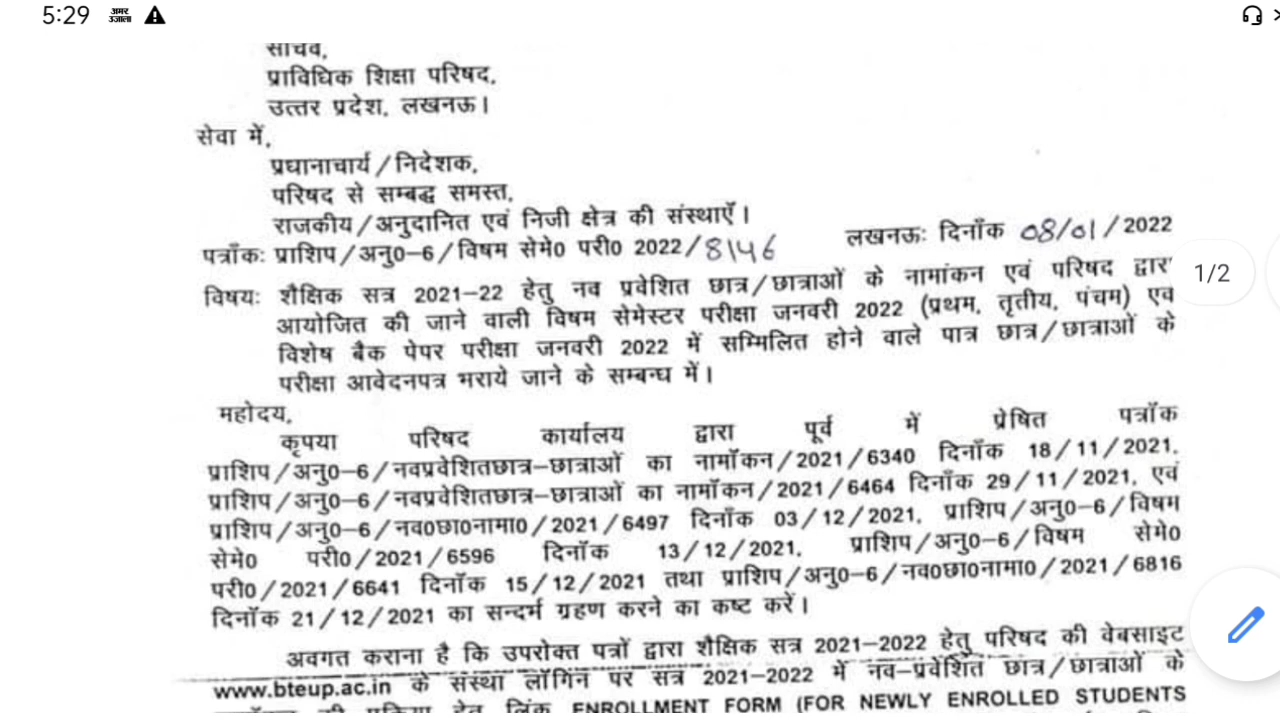 5:29 अमर उजाला
सचिव,
प्राविधिक शिक्षा परिषद,
उत्तर प्रदेश, लखनऊ।
सेवा में,
प्रधानाचार्य/निदेशक,
परिषद से सम्बद्ध समस्त,
राजकीय/अनुदानित एवं निजी क्षेत्र की संस्थाएँ।
पत्राँकः प्राशिप/अनु0-6/विषम सेमे0 परी0 2022/8146 लखनऊः दिनाँक 08/01/2022
1/2
विषयः शैक्षिक सत्र 2021-22 हेतु नव प्रवेशित छात्र/छात्राओं के नामांकन एवं परिषद द्वारा
आयोजित की जाने वाली विषम सेमेस्टर परीक्षा जनवरी 2022 (प्रथम, तृतीय, पंचम) एवं
विशेष बैक पेपर परीक्षा जनवरी 2022 में सम्मिलित होने वाले पात्र छात्र/छात्राओं के
परीक्षा आवेदनपत्र भराये जाने के सम्बन्ध में।
महोदय,
कृपया परिषद कार्यालय द्वारा पूर्व में प्रेषित पत्राँक
प्राशिप/अनु0-6/नवप्रवेशितछात्र-छात्राओं का नामाँकन/2021/6340 दिनाँक 18/11/2021,
प्राशिप/अनु0-6/नवप्रवेशितछात्र-छात्राओं का नामाँकन/2021/6464 दिनाँक 29/11/2021, एवं
प्राशिप/अनु0-6/नव0छा0नामा0/2021/6497 दिनाँक 03/12/2021, प्राशिप/अनु0-6/विषम
सेमे0 परी0/2021/6596 दिनाँक 13/12/2021, प्राशिप/अनु0-6/विषम सेमे0
परी0/2021/6641 दिनाँक 15/12/2021 तथा प्राशिप/अनु0-6/नव0छा0नामा0/2021/6816
दिनाँक 21/12/2021 का सन्दर्भ ग्रहण करने का कष्ट करें।
अवगत कराना है कि उपरोक्त पत्रों द्वारा शैक्षिक सत्र 2021-2022 हेतु परिषद की वेबसाइट
www.bteup.ac.in के संस्था लॉगिन पर सत्र 2021-2022 में नव-प्रवेशित छात्र/छात्राओं के
की प्रक्रिया हेतु लिंक ENROLLMENT FORM (FOR NEWLY ENROLLED STUDENTS